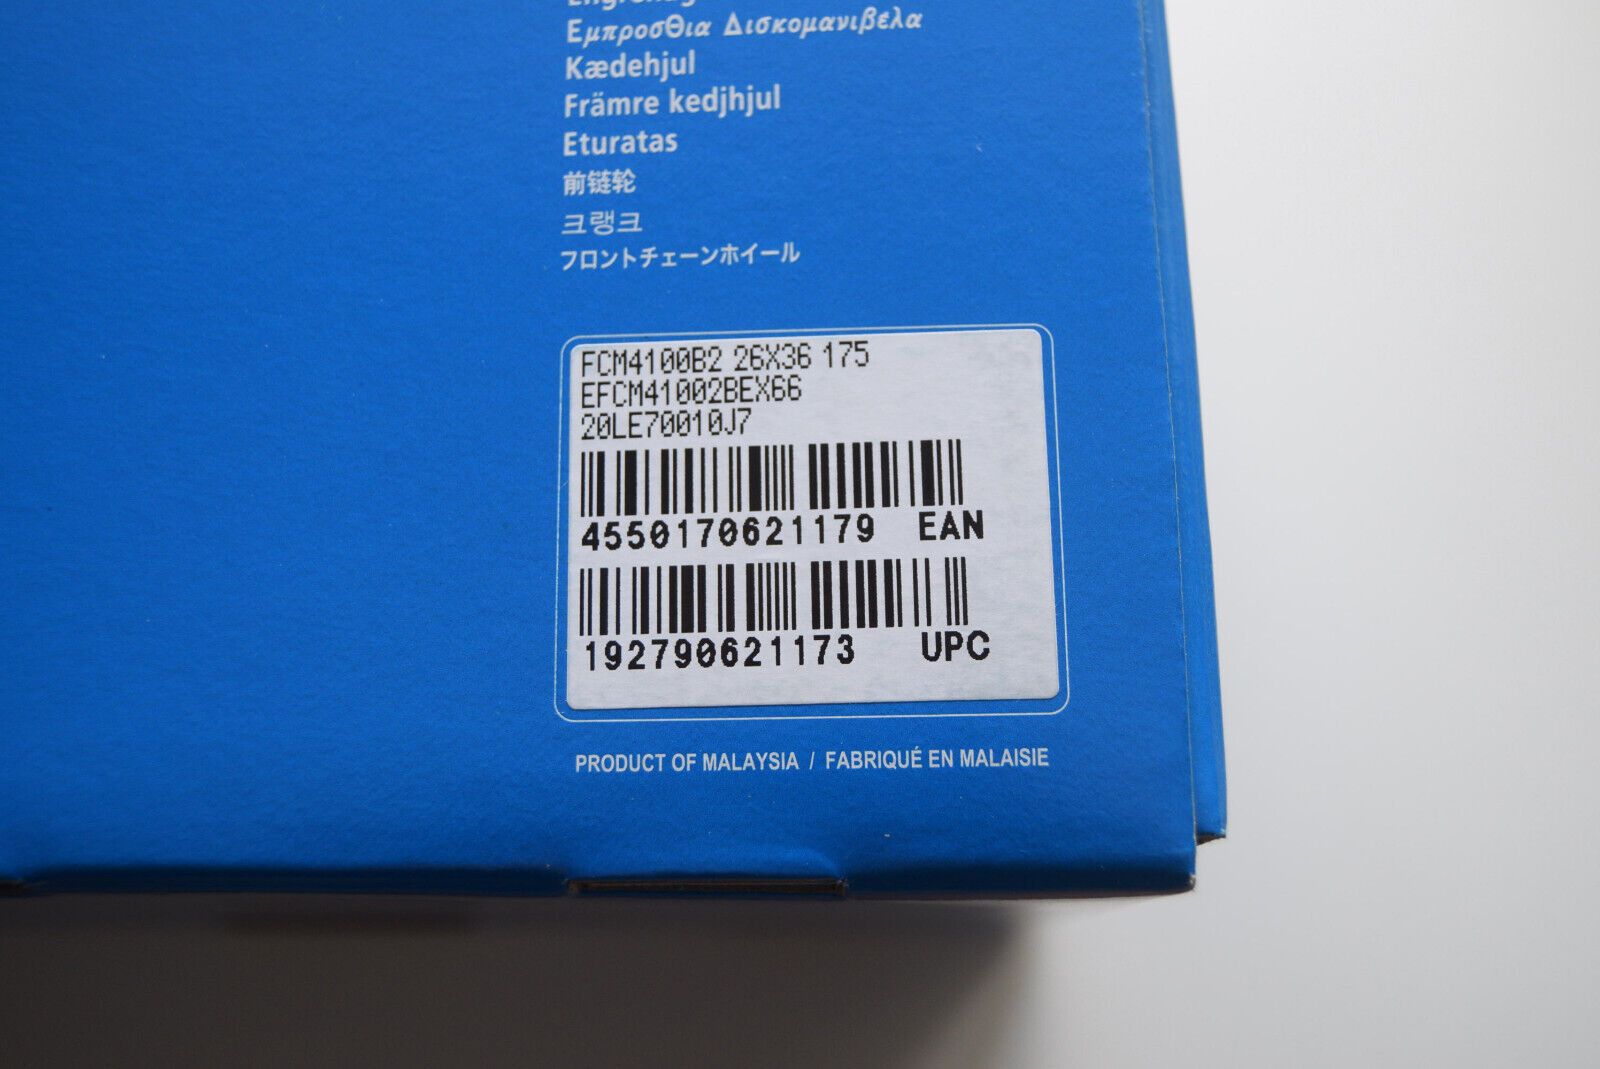 Εμπροσθια Δισκομανιβέλα
Kædehjul
Främre kedjhjul
Eturatas
前链轮
크랭크
フロントチェーンホイール
FCM4100B2 26X36 175
EFCM41002BEX66
20LE70010J7
4550170621179 EAN
192790621173 UPC
PRODUCT OF MALAYSIA / FABRIQUÉ EN MALAISIE